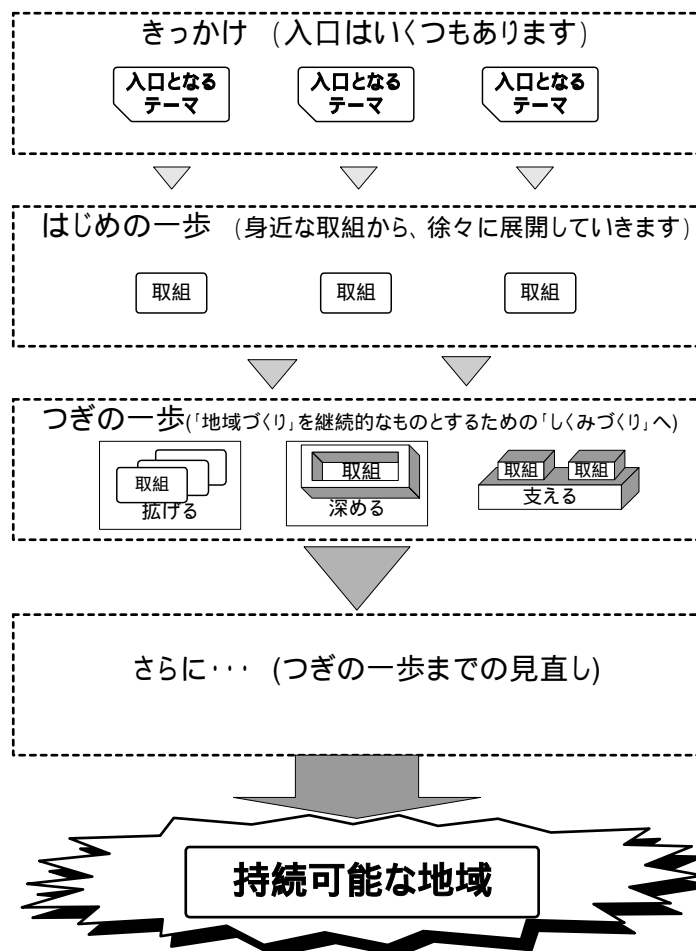 きっかけ (入口はいくつもあります)
入口となる
テーマ
入口となる
テーマ
入口となる
テーマ
はじめの一歩 (身近な取組から、徐々に展開していきます)
取組
取組
取組
つぎの一歩(「地域づくり」を継続的なものとするための「しくみづくり」へ)
取組
拡げる
取組
深める
取組
取組
支える
さらに・・・ (つぎの一歩までの見直し)
持続可能な地域